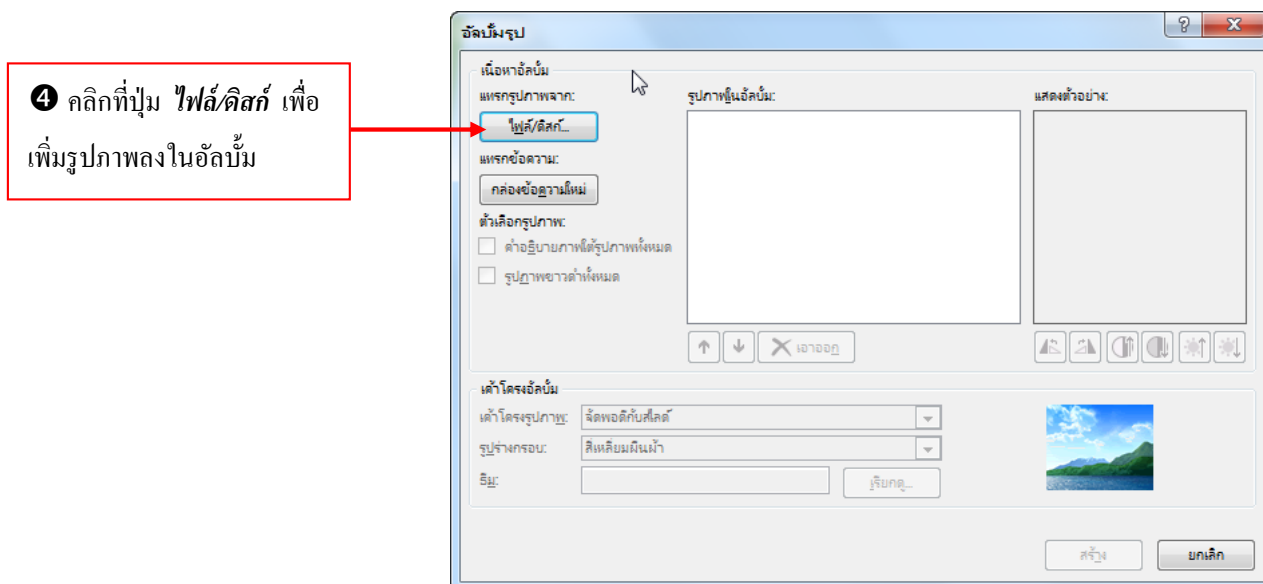 อัลบั้มรูป
❹ คลิกที่ปุ่ม ไฟล์/ดิสก์ เพื่อ
เพิ่มรูปภาพลงในอัลบั้ม
เนื้อหาอัลบั้ม
แทรกรูปภาพจาก:
ไฟล์/ดิสก์...
แทรกข้อความ:
กล่องข้อความใหม่
ตัวเลือกรูปภาพ:
คำอธิบายภาพใต้รูปภาพทั้งหมด
รูปภาพขาวดำทั้งหมด
รูปภาพในอัลบั้ม:
เอาออก
แสดงตัวอย่าง:
เค้าโครงอัลบั้ม
เค้าโครงรูปภาพ: จัดพอดีกับสไลด์
รูปร่างกรอบ: สี่เหลี่ยมผืนผ้า
ธีม: เรียกดู...
สร้าง ยกเลิก